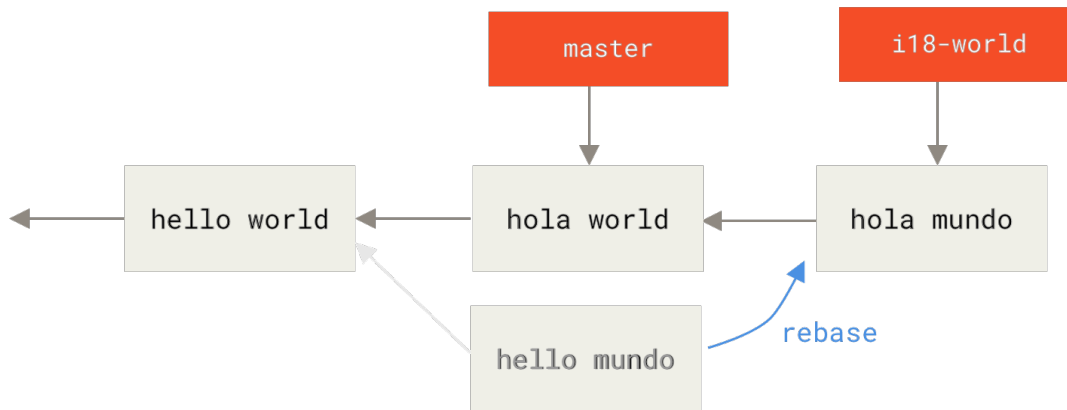 master
i18-world
hello world
hola world
hola mundo
hello mundo
rebase